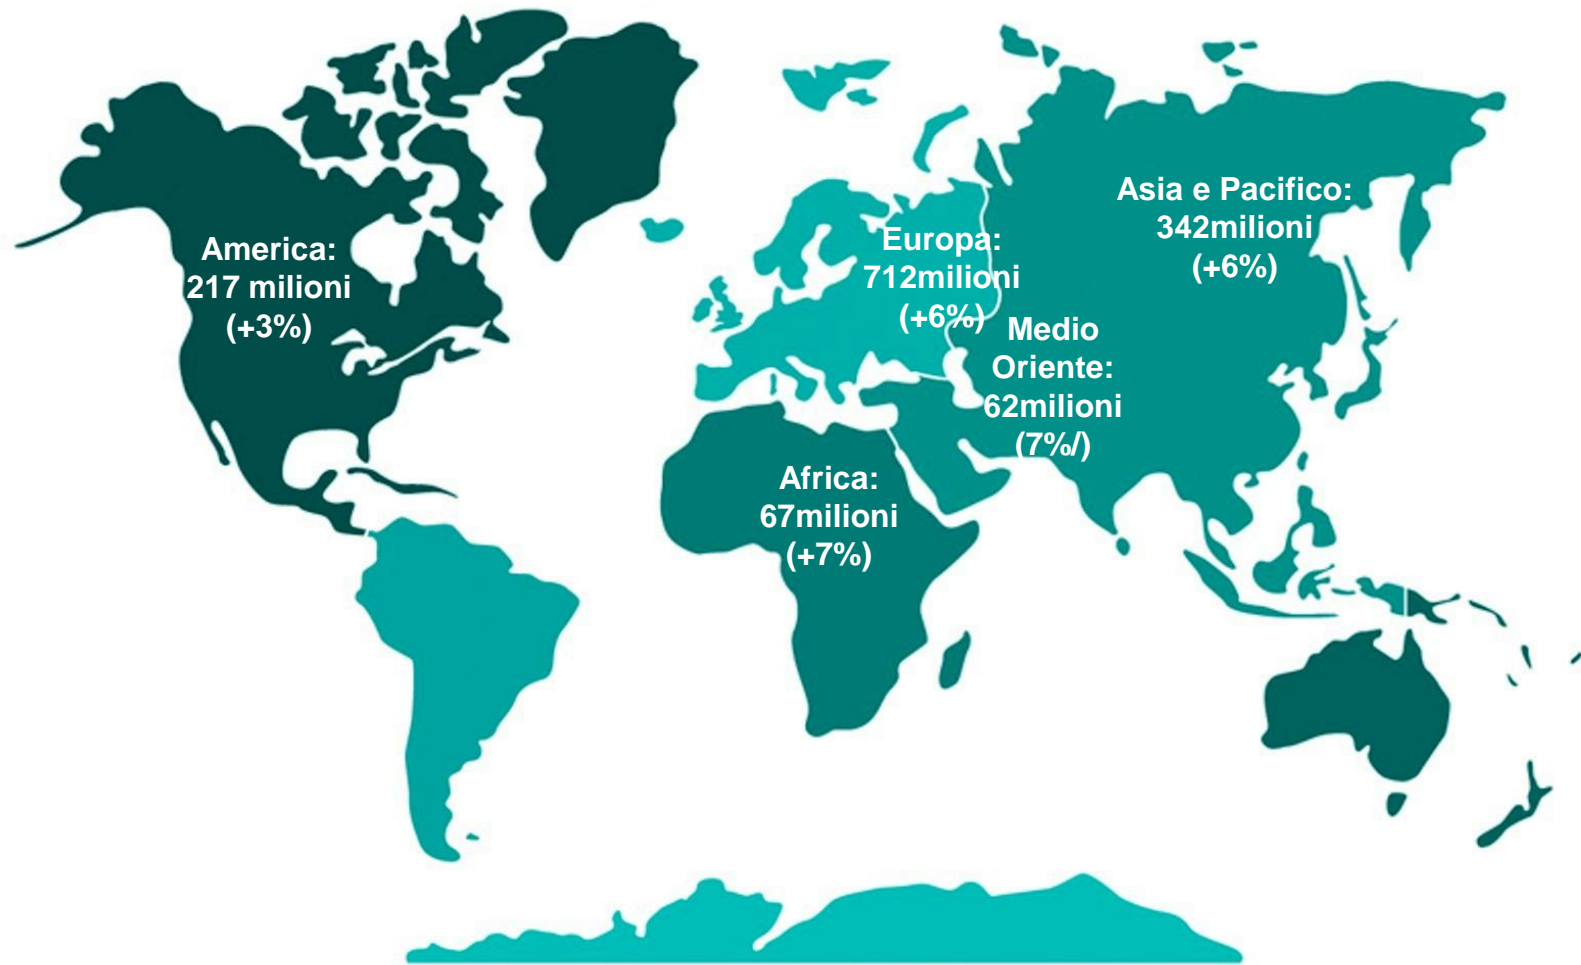 America:
217 milioni
(+3%)
Europa:
712milioni
(+6%)
Asia e Pacifico:
342milioni
(+6%)
Medio
Oriente:
62milioni
(7%/)
Africa:
67milioni
(+7%)